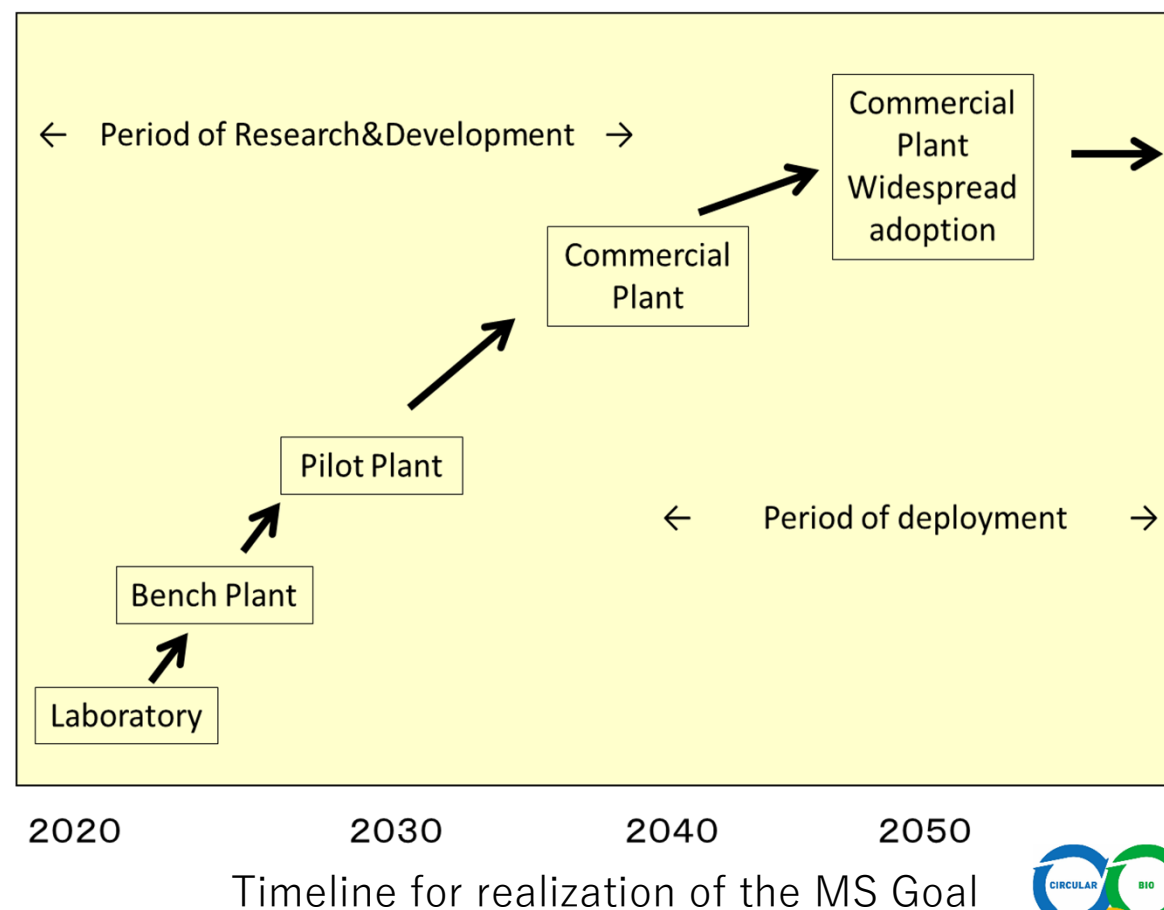 ← Period of Research&Development →
Commercial
Plant
Widespread
adoption
Commercial
Plant
Pilot Plant
← Period of deployment →
Bench Plant
Laboratory
2020 2030 2040 2050
Timeline for realization of the MS Goal
CIRCULAR BIO